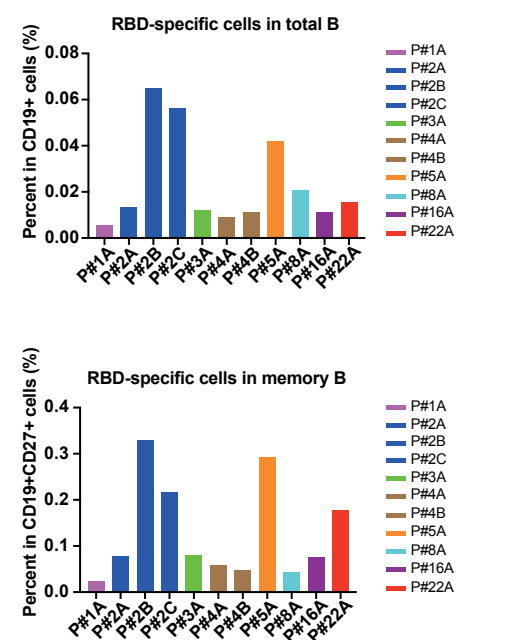 RBD-specific cells in total B
Percent in CD19+ cells (%)
0.08
0.06
0.04
0.02
0.00
P#1A
P#2A
P#2B
P#2C
P#3A
P#4A
P#4B
P#5A
P#8A
P#16A
P#22A
P#1A
P#2A
P#2B
P#2C
P#3A
P#4A
P#4B
P#5A
P#8A
P#16A
P#22A
RBD-specific cells in memory B
Percent in CD19+CD27+ cells (%)
0.4
0.3
0.2
0.1
0.0
P#1A
P#2A
P#2B
P#2C
P#3A
P#4A
P#4B
P#5A
P#8A
P#16A
P#22A
P#1A
P#2A
P#2B
P#2C
P#3A
P#4A
P#4B
P#5A
P#8A
P#16A
P#22A